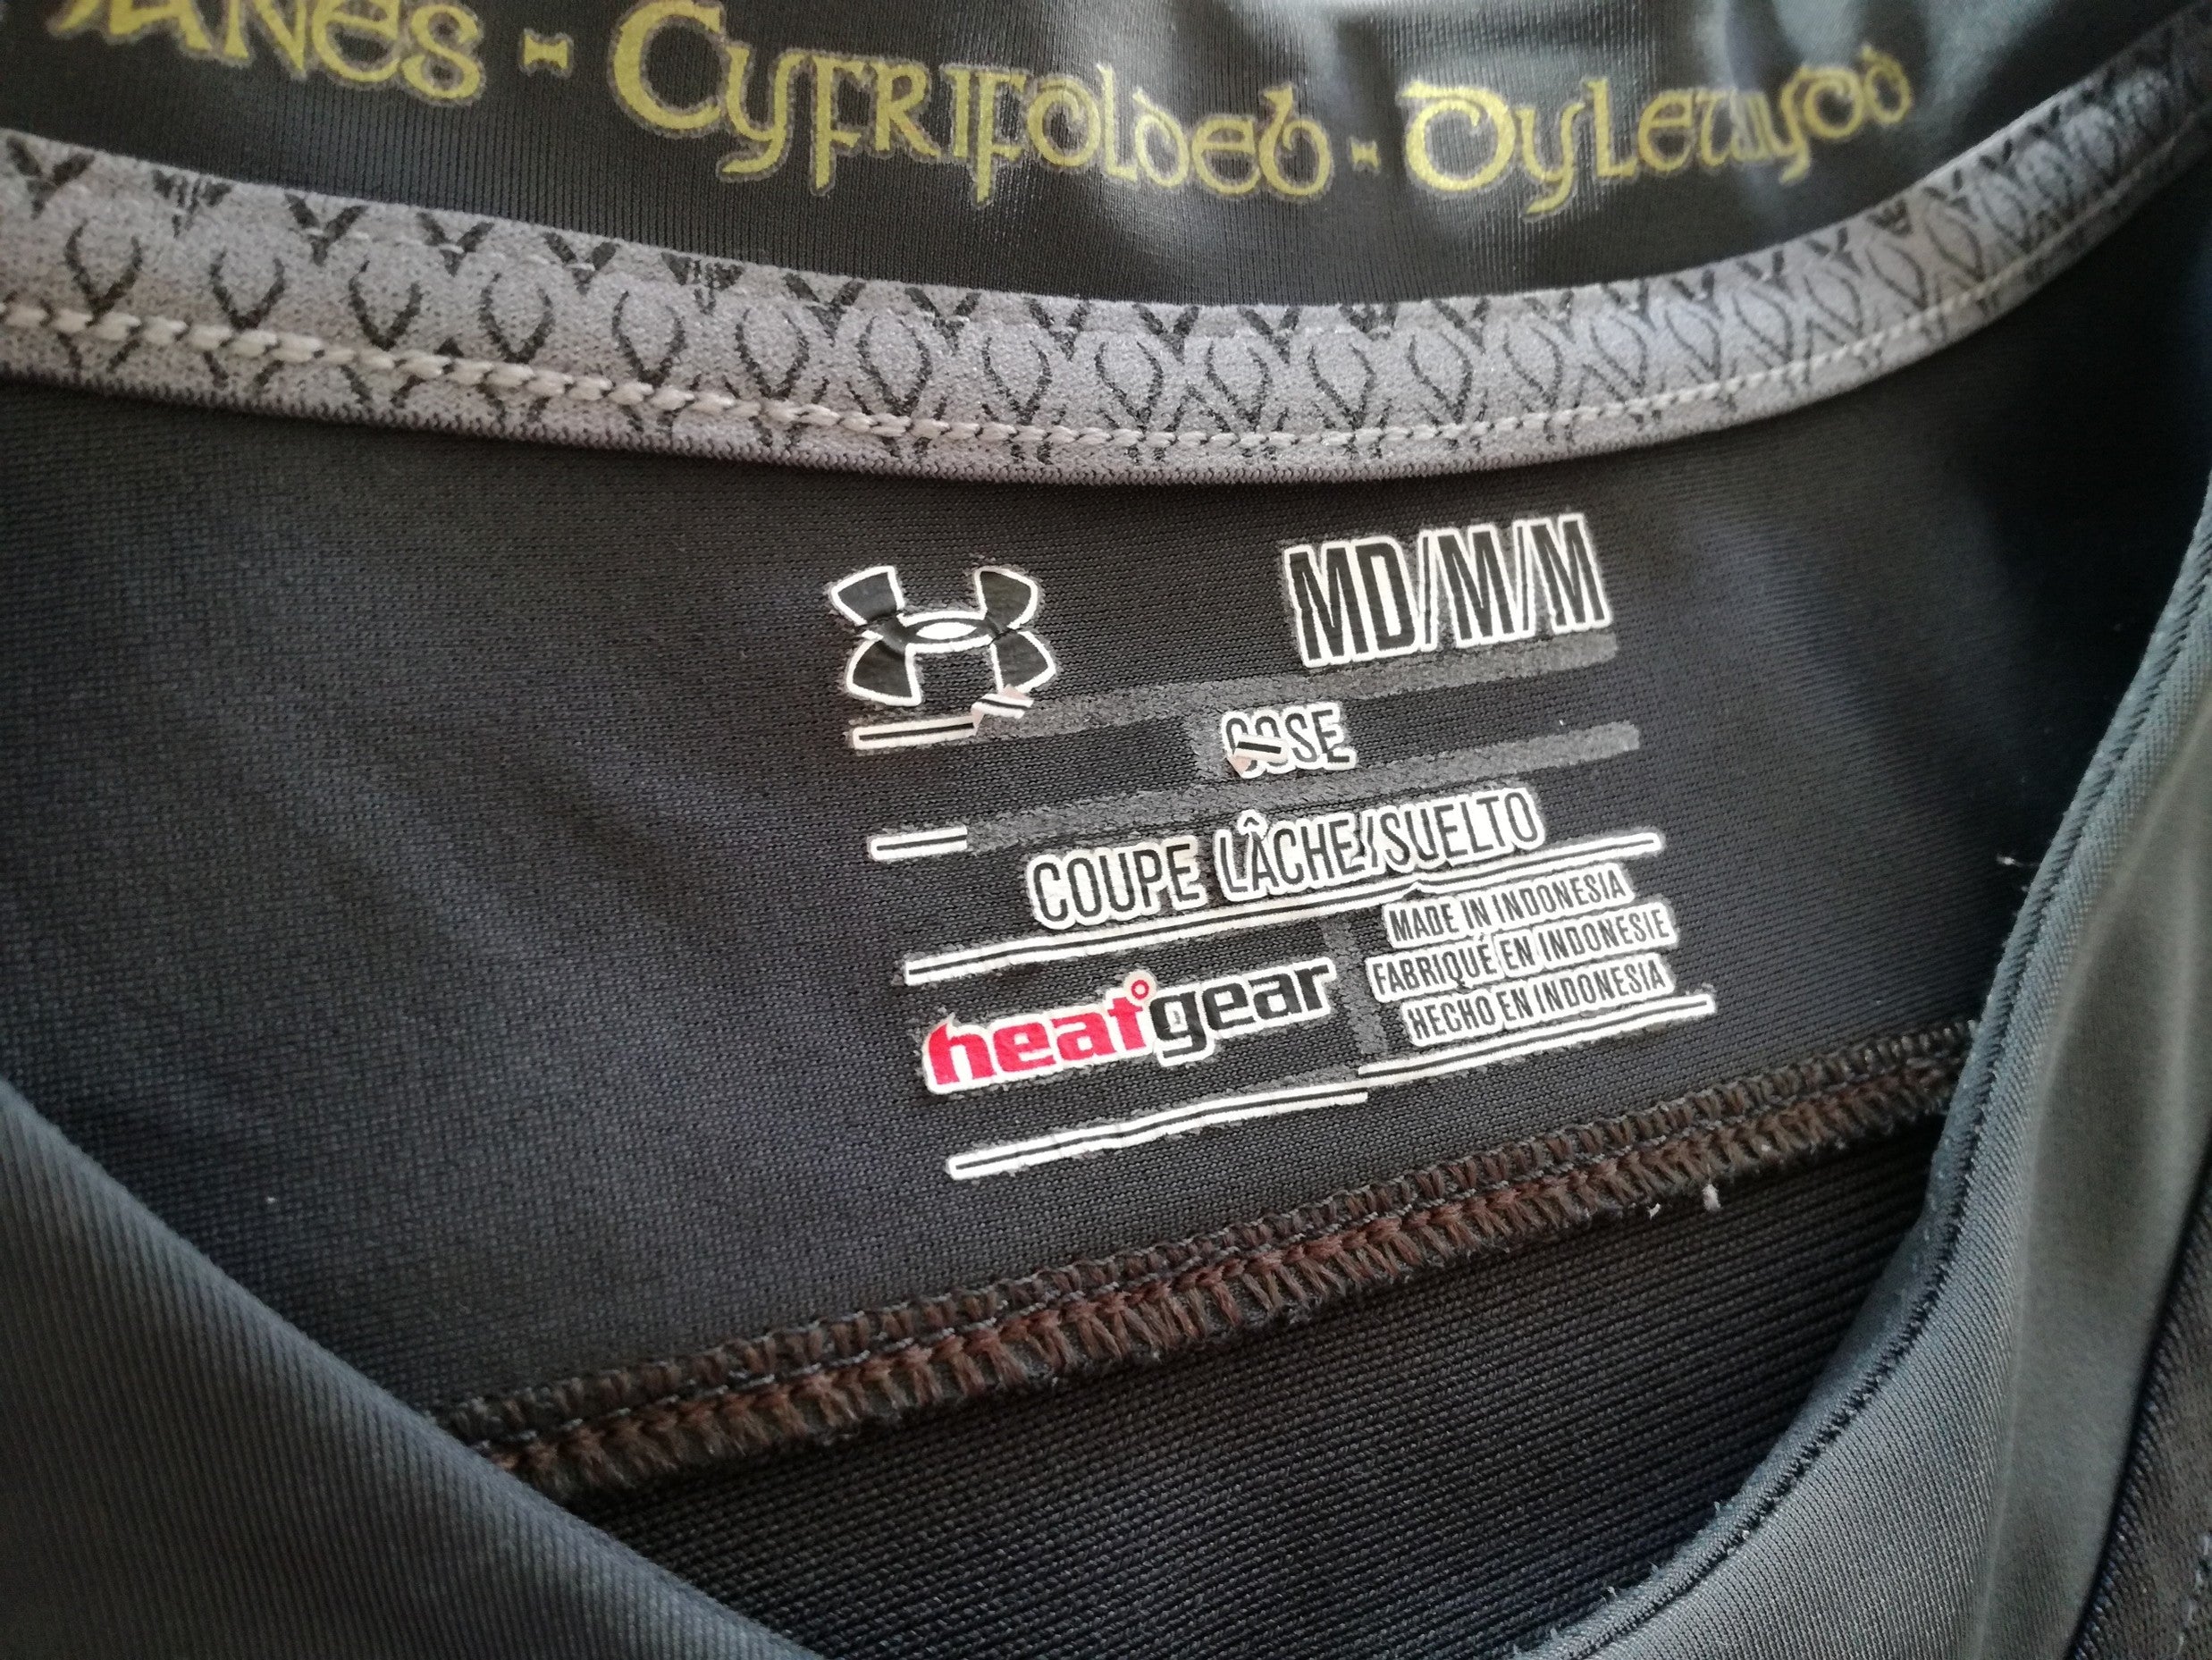 Cyfrifoldeb - Dyletswydd
MD/M/M
COUPE LÂCHE/SUELTO
MADE IN INDONESIA
FABRIQUÉ EN INDONESIE
HECHO EN INDONESIA
heatgear